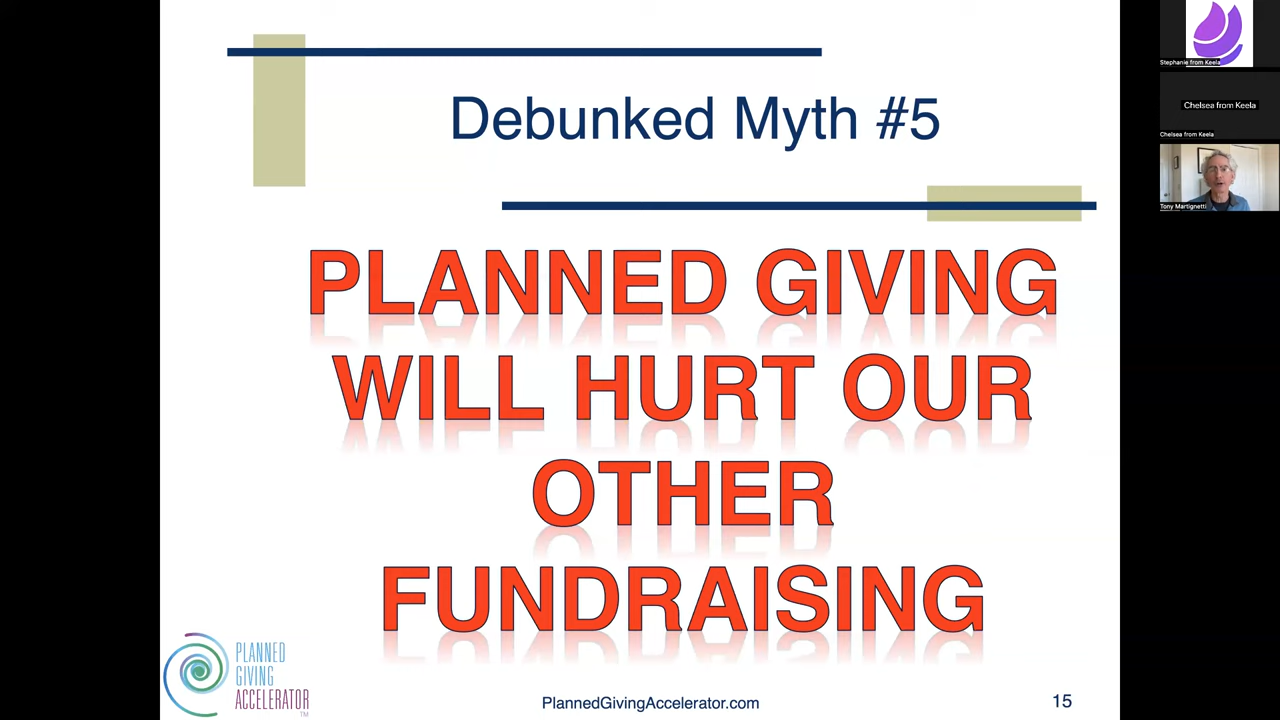 Debunked Myth #5
PLANNED GIVING
WILL HURT OUR
OTHER
FUNDRAISING
PLANNED
GIVING
ACCELERATOR
TM
PlannedGivingAccelerator.com
15
Stephanie from Keela
Chelsea from Keela
Chelsea from Keela
Tony Martignetti